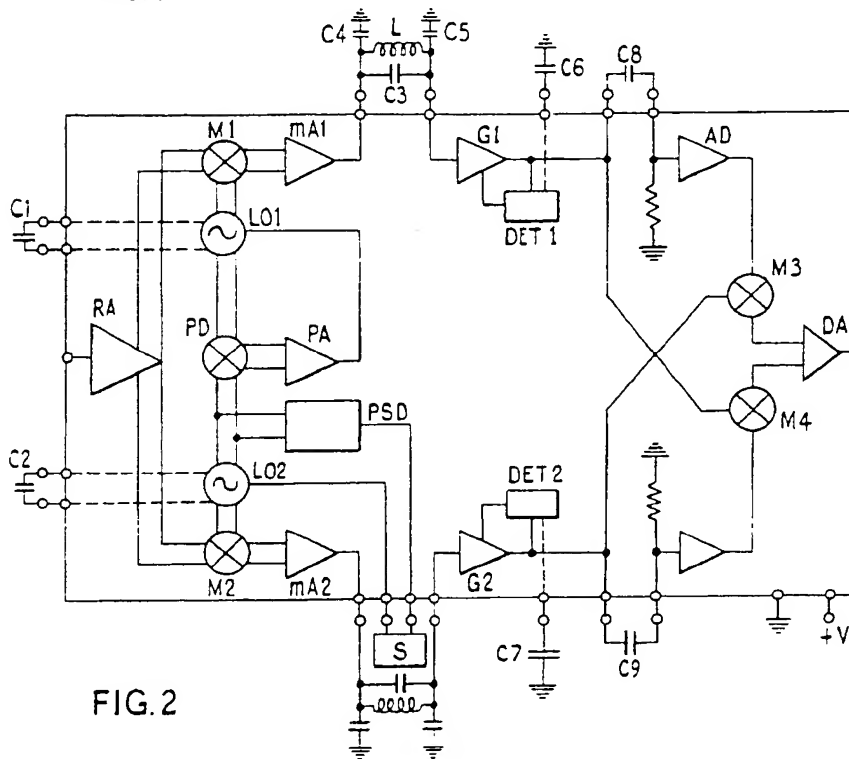 C4 L C5
C3
C6
C8
M1
mA1
G1
AD
C1
LO1
DET 1
M3
RA
PD
PA
DA
PSD
M4
C2
LO2
DET 2
M2
mA2
G2
S
C7
C9
+V
FIG.2